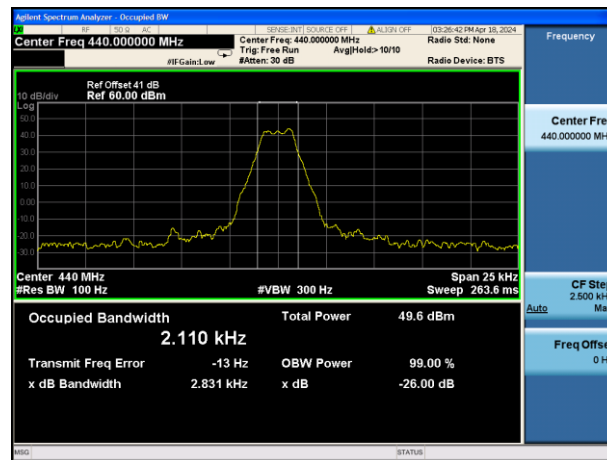 Agilent Spectrum Analyzer - Occupied BW
RF 50 Ω AC SENSE:INT SOURCE OFF ALIGN OFF 03:26:42 PM Apr 18, 2024
Center Freq 440.000000 MHz
Center Freq: 440.000000 MHz
Radio Std: None
Trig: Free Run Avg|Hold:> 10/10
#IFGain:Low
#Atten: 30 dB
Radio Device: BTS
Frequency
Ref Offset 41 dB
10 dB/div Ref 60.00 dBm
Log
50.0
40.0
30.0
20.0
10.0
0.00
-10.0
-20.0
-30.0
Center 440 MHz
Span 25 kHz
#Res BW 100 Hz
#VBW 300 Hz
Sweep 263.6 ms
Center Fre
440.000000 MH
CF Step
2.500 kH
Auto Ma
Freq Offse
0 H
Occupied Bandwidth
Total Power 49.6 dBm
2.110 kHz
Transmit Freq Error -13 Hz
OBW Power 99.00 %
x dB Bandwidth 2.831 kHz
x dB -26.00 dB
MSG
STATUS